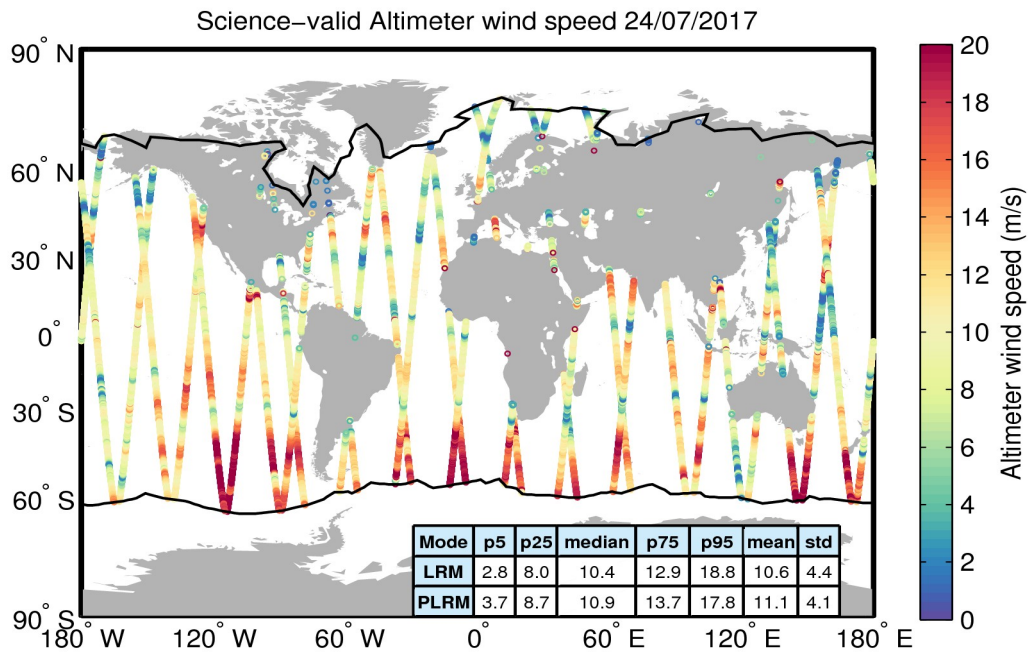 Science−valid Altimeter wind speed 24/07/2017
90° N
60° N
30° N
0°
30° S
60° S
90° S
180° W
120° W
60° W
0°
60° E
120° E
180° E
Mode p5 p25 median p75 p95 mean std
LRM 2.8 8.0 10.4 12.9 18.8 10.6 4.4
PLRM 3.7 8.7 10.9 13.7 17.8 11.1 4.1
20
18
16
14
12
10
8
6
4
2
0
Altimeter wind speed (m/s)